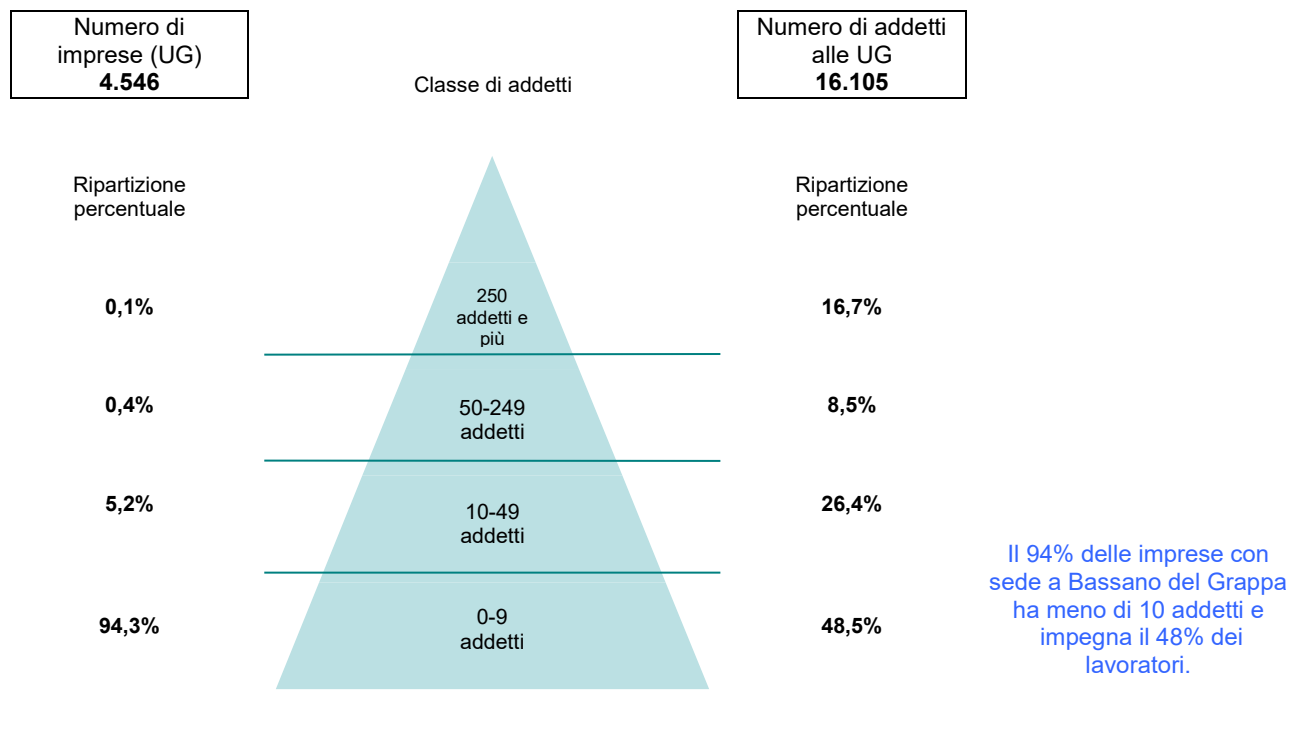 Numero di
imprese (UG)
4.546
Classe di addetti
Numero di addetti
alle UG
16.105
Ripartizione
percentuale
Ripartizione
percentuale
0,1%
250
addetti e
più
16,7%
0,4%
50-249
addetti
8,5%
5,2%
10-49
addetti
26,4%
94,3%
0-9
addetti
48,5%
Il 94% delle imprese con
sede a Bassano del Grappa
ha meno di 10 addetti e
impegna il 48% dei
lavoratori.